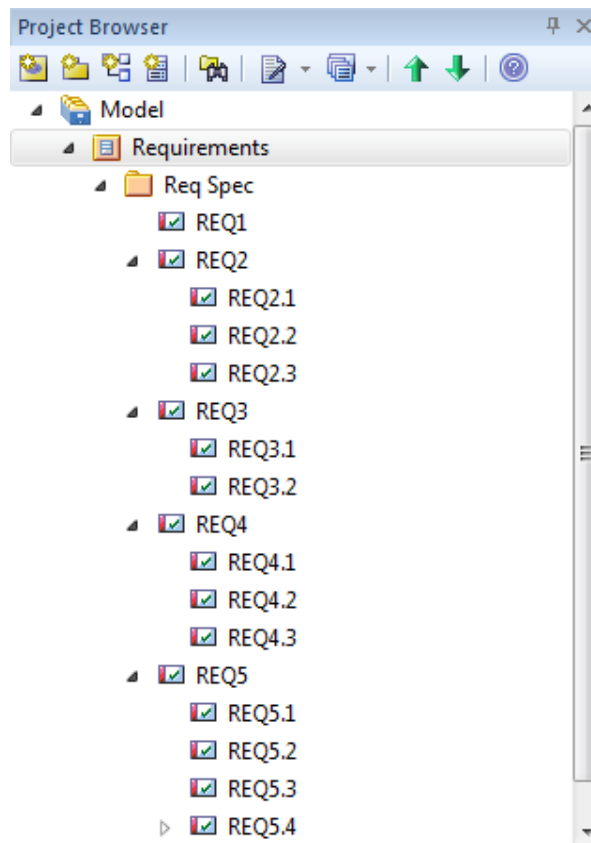 Project Browser
Model
Requirements
Req Spec
REQ1
REQ2
REQ2.1
REQ2.2
REQ2.3
REQ3
REQ3.1
REQ3.2
REQ4
REQ4.1
REQ4.2
REQ4.3
REQ5
REQ5.1
REQ5.2
REQ5.3
REQ5.4